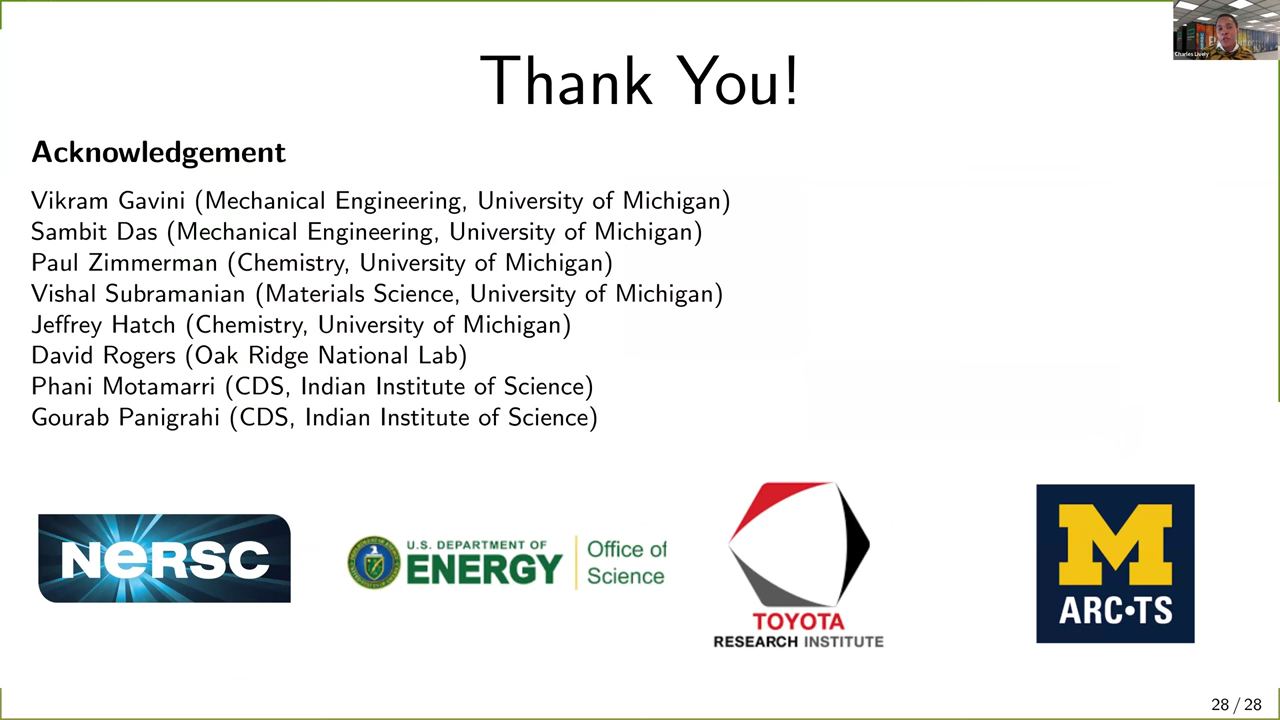 Charles Lively
Thank You!
Acknowledgement
Vikram Gavini (Mechanical Engineering, University of Michigan)
Sambit Das (Mechanical Engineering, University of Michigan)
Paul Zimmerman (Chemistry, University of Michigan)
Vishal Subramanian (Materials Science, University of Michigan)
Jeffrey Hatch (Chemistry, University of Michigan)
David Rogers (Oak Ridge National Lab)
Phani Motamarri (CDS, Indian Institute of Science)
Gourab Panigrahi (CDS, Indian Institute of Science)
NeRSC
U.S. DEPARTMENT OF
ENERGY
Office of
Science
TOYOTA
RESEARCH INSTITUTE
M
ARC•TS
28 / 28